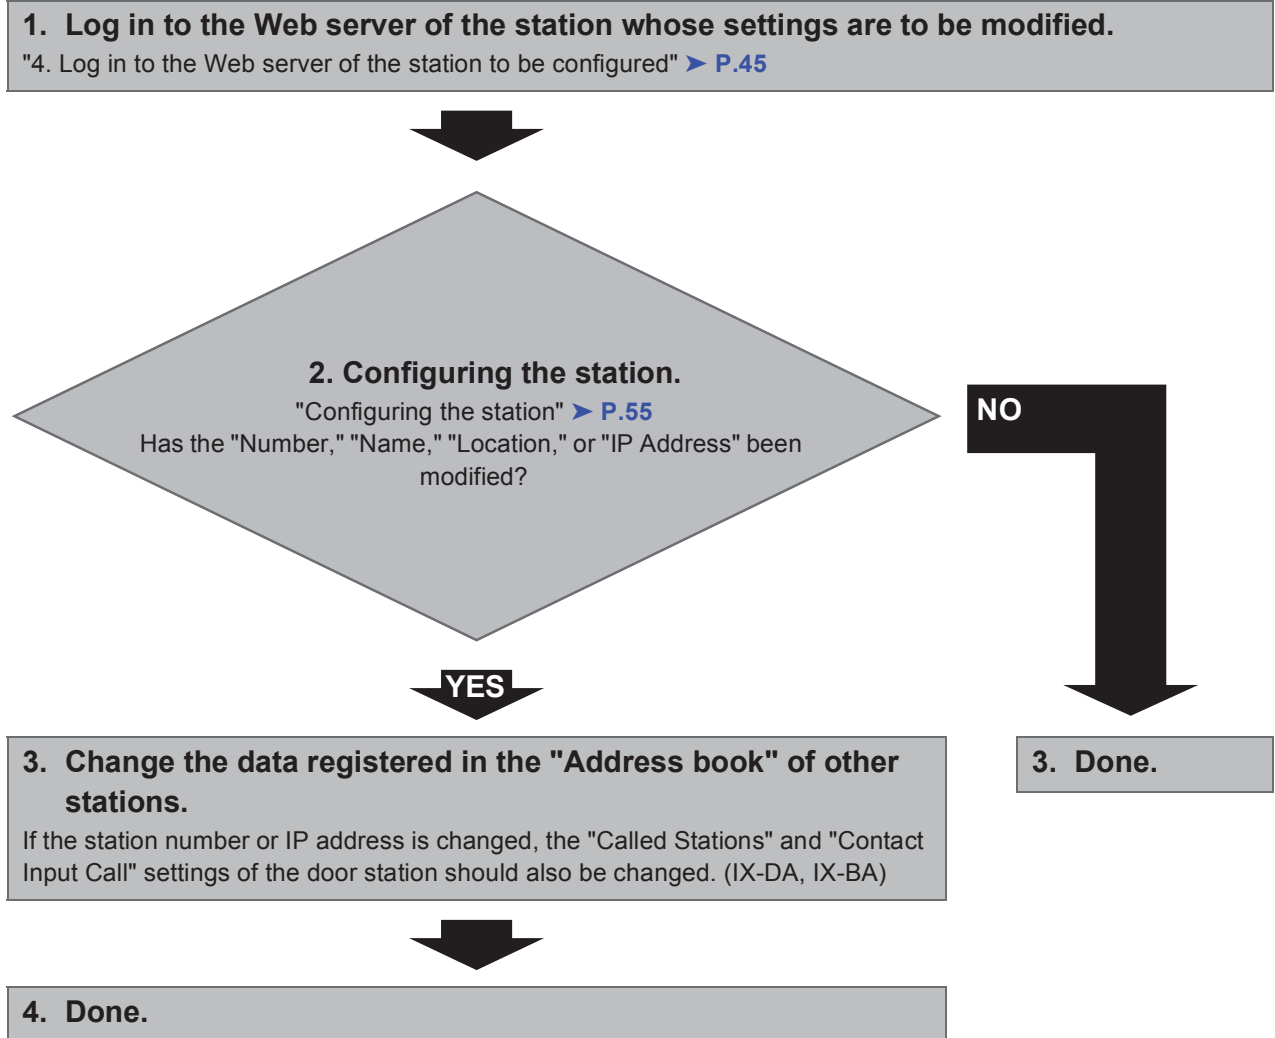 1. Log in to the Web server of the station whose settings are to be modified.
"4. Log in to the Web server of the station to be configured" ➤ P.45
2. Configuring the station.
"Configuring the station" ➤ P.55
Has the "Number," "Name," "Location," or "IP Address" been
modified?
NO
YES
3. Change the data registered in the "Address book" of other
stations.
If the station number or IP address is changed, the "Called Stations" and "Contact
Input Call" settings of the door station should also be changed. (IX-DA, IX-BA)
3. Done.
4. Done.